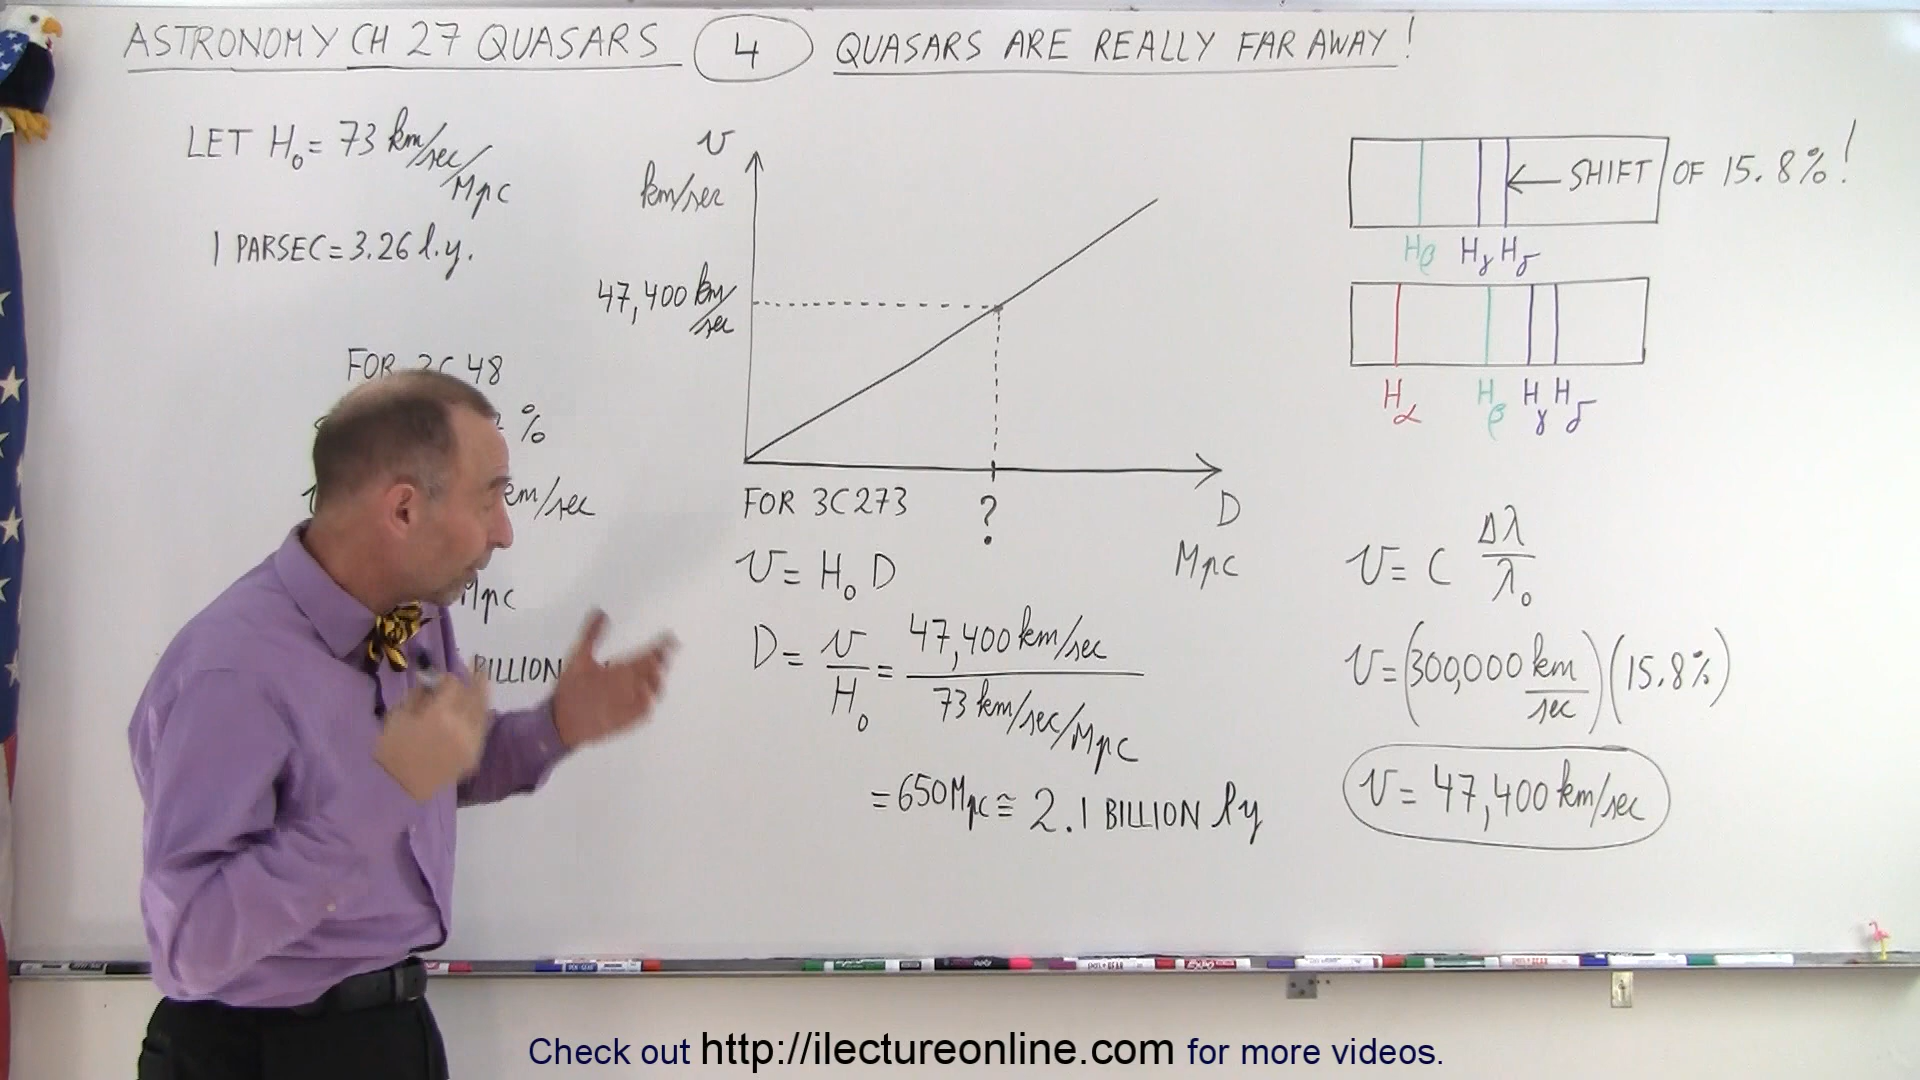 ASTRONOMY CH 27 QUASARS 4 QUASARS ARE REALLY FAR AWAY!
LET H₀ = 73 km/sec/Mpc
1 PARSEC = 3.26 l.y.
FOR 3C 48
%
km/sec
Mpc
BILLION
v
km/sec
47,400 km/sec
?
D
Mpc
FOR 3C273
v = H₀ D
D = v/H₀ = 47,400 km/sec / 73 km/sec/Mpc
= 650 Mpc ≅ 2.1 BILLION ly
← SHIFT OF 15.8%!
Hβ Hγ Hδ
Hα Hβ Hγ Hδ
v = c Δλ/λ₀
v = (300,000 km/sec)(15.8%)
v = 47,400 km/sec
EXPO
Check out http://ilectureonline.com for more videos.